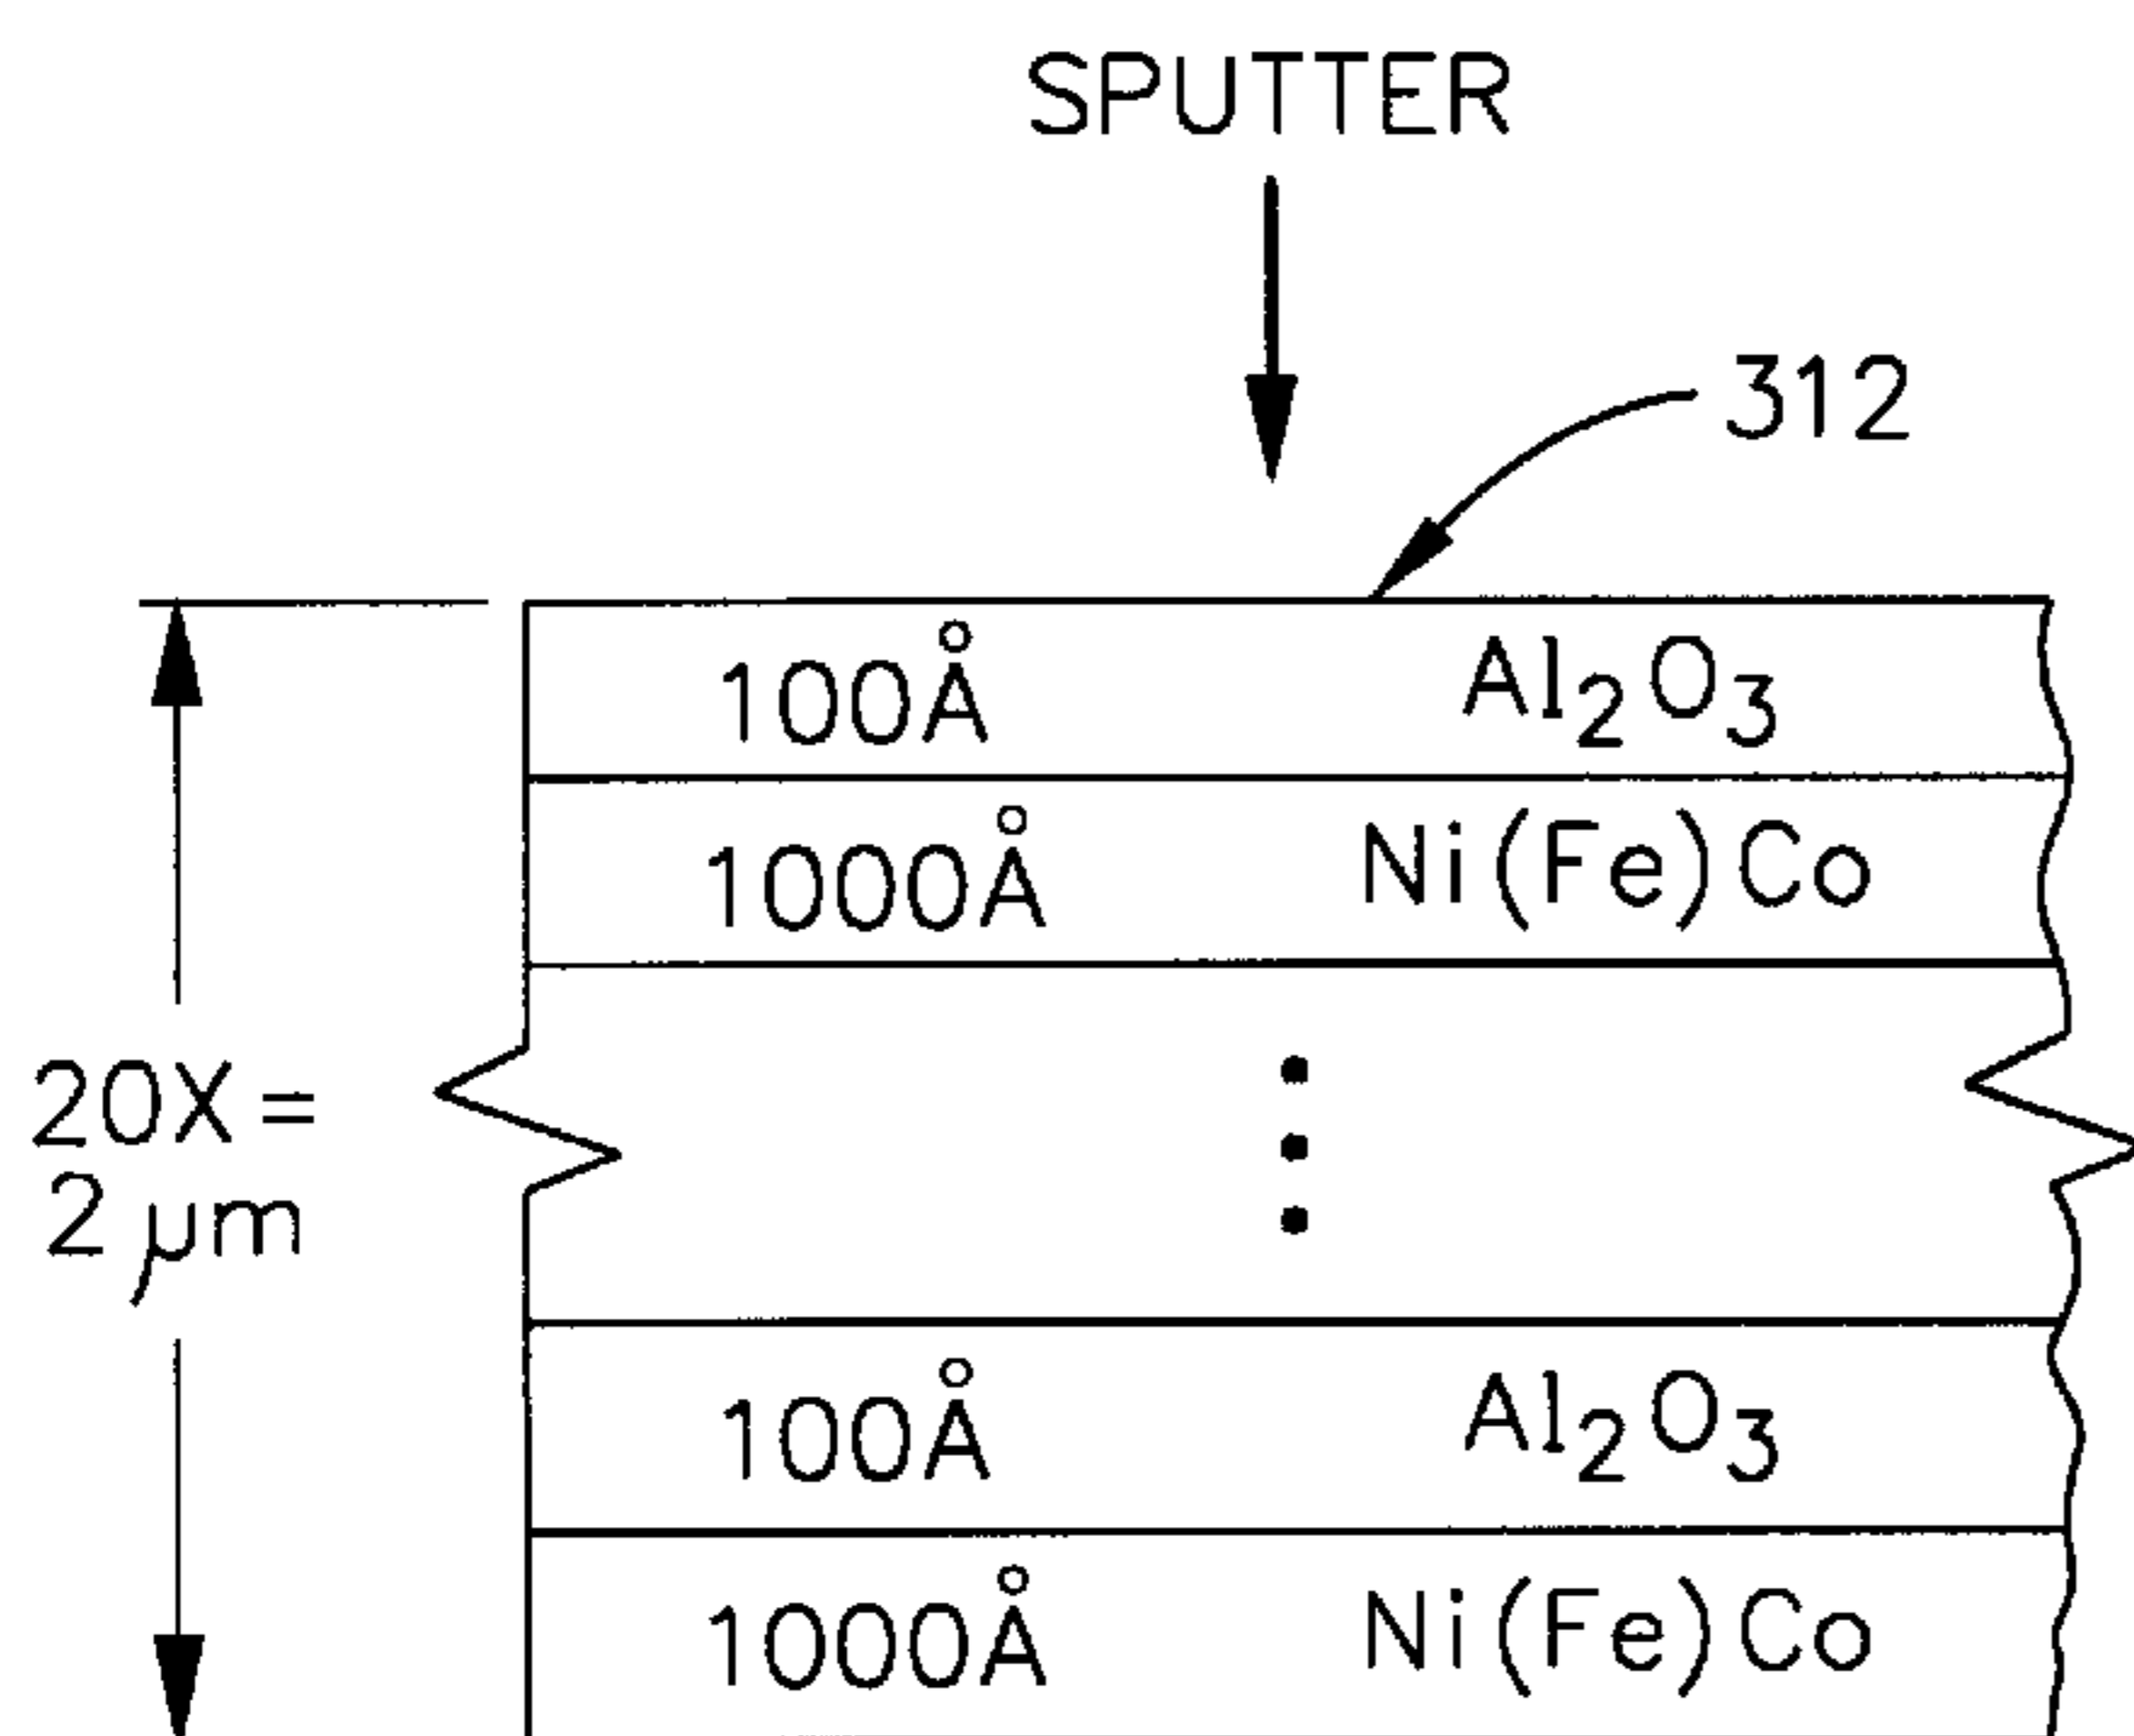 SPUTTER
312
100Å Al₂O₃
1000Å Ni(Fe)Co
20X=
2 μm
100Å Al₂O₃
1000Å Ni(Fe)Co